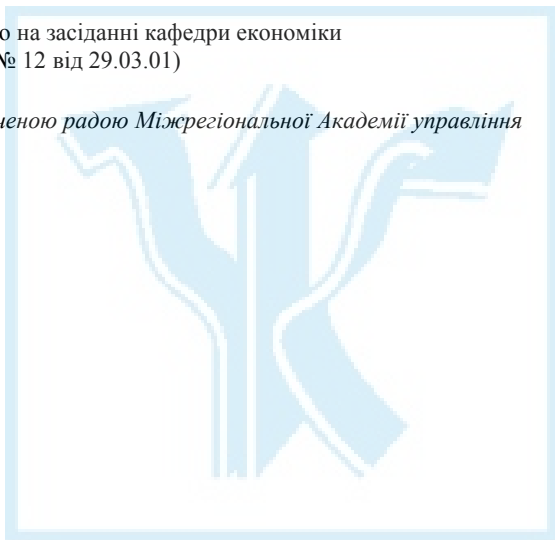 о на засіданні кафедри економіки
№ 12 від 29.03.01)
ченою радою Міжрегіональної Академії управління